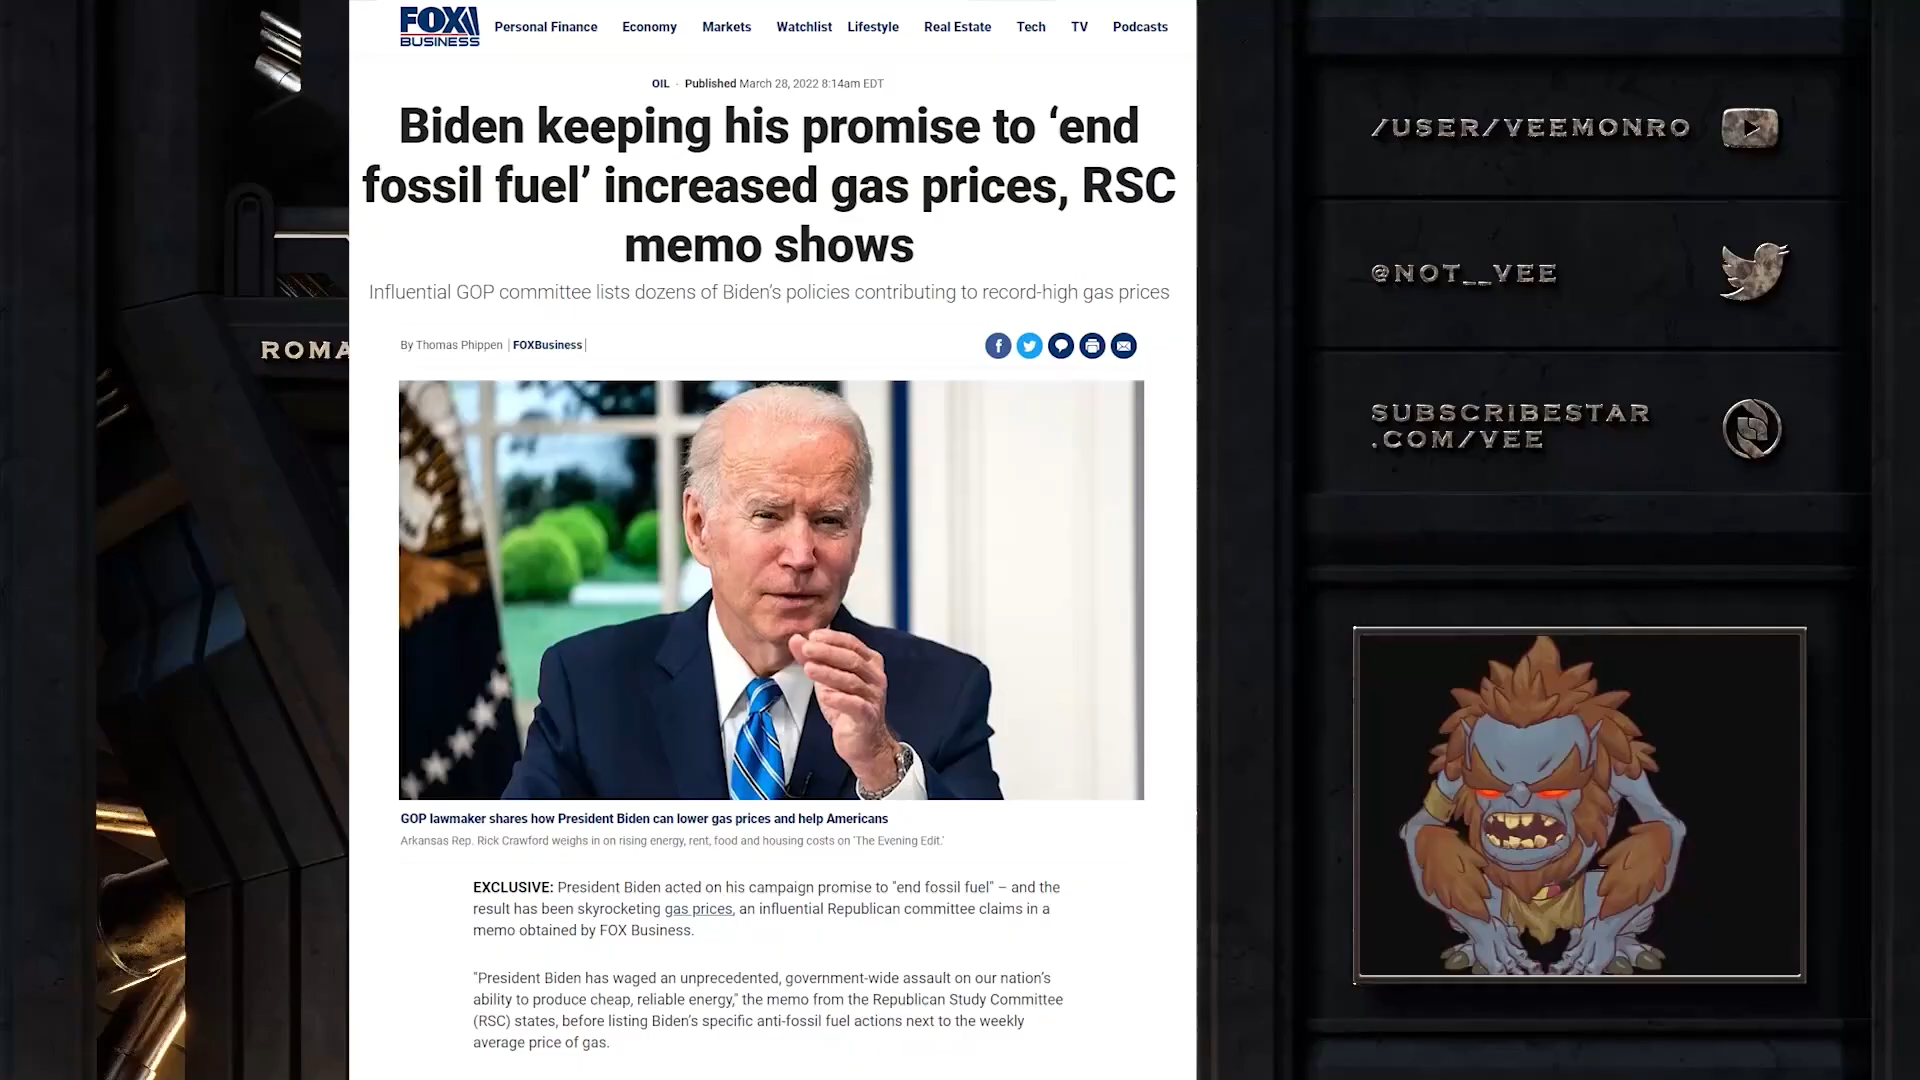 FOX
BUSINESS
Personal Finance Economy Markets Watchlist Lifestyle Real Estate Tech TV Podcasts
OIL · Published March 28, 2022 8:14am EDT
Biden keeping his promise to ‘end
fossil fuel’ increased gas prices, RSC
memo shows
Influential GOP committee lists dozens of Biden’s policies contributing to record-high gas prices
By Thomas Phippen | FOXBusiness |
GOP lawmaker shares how President Biden can lower gas prices and help Americans
Arkansas Rep. Rick Crawford weighs in on rising energy, rent, food and housing costs on ‘The Evening Edit.’
EXCLUSIVE: President Biden acted on his campaign promise to "end fossil fuel" – and the
result has been skyrocketing gas prices, an influential Republican committee claims in a
memo obtained by FOX Business.
"President Biden has waged an unprecedented, government-wide assault on our nation’s
ability to produce cheap, reliable energy," the memo from the Republican Study Committee
(RSC) states, before listing Biden’s specific anti-fossil fuel actions next to the weekly
average price of gas.
ROMA
/USER/VEEMONRO
@NOT__VEE
SUBSCRIBESTAR
.COM/VEE